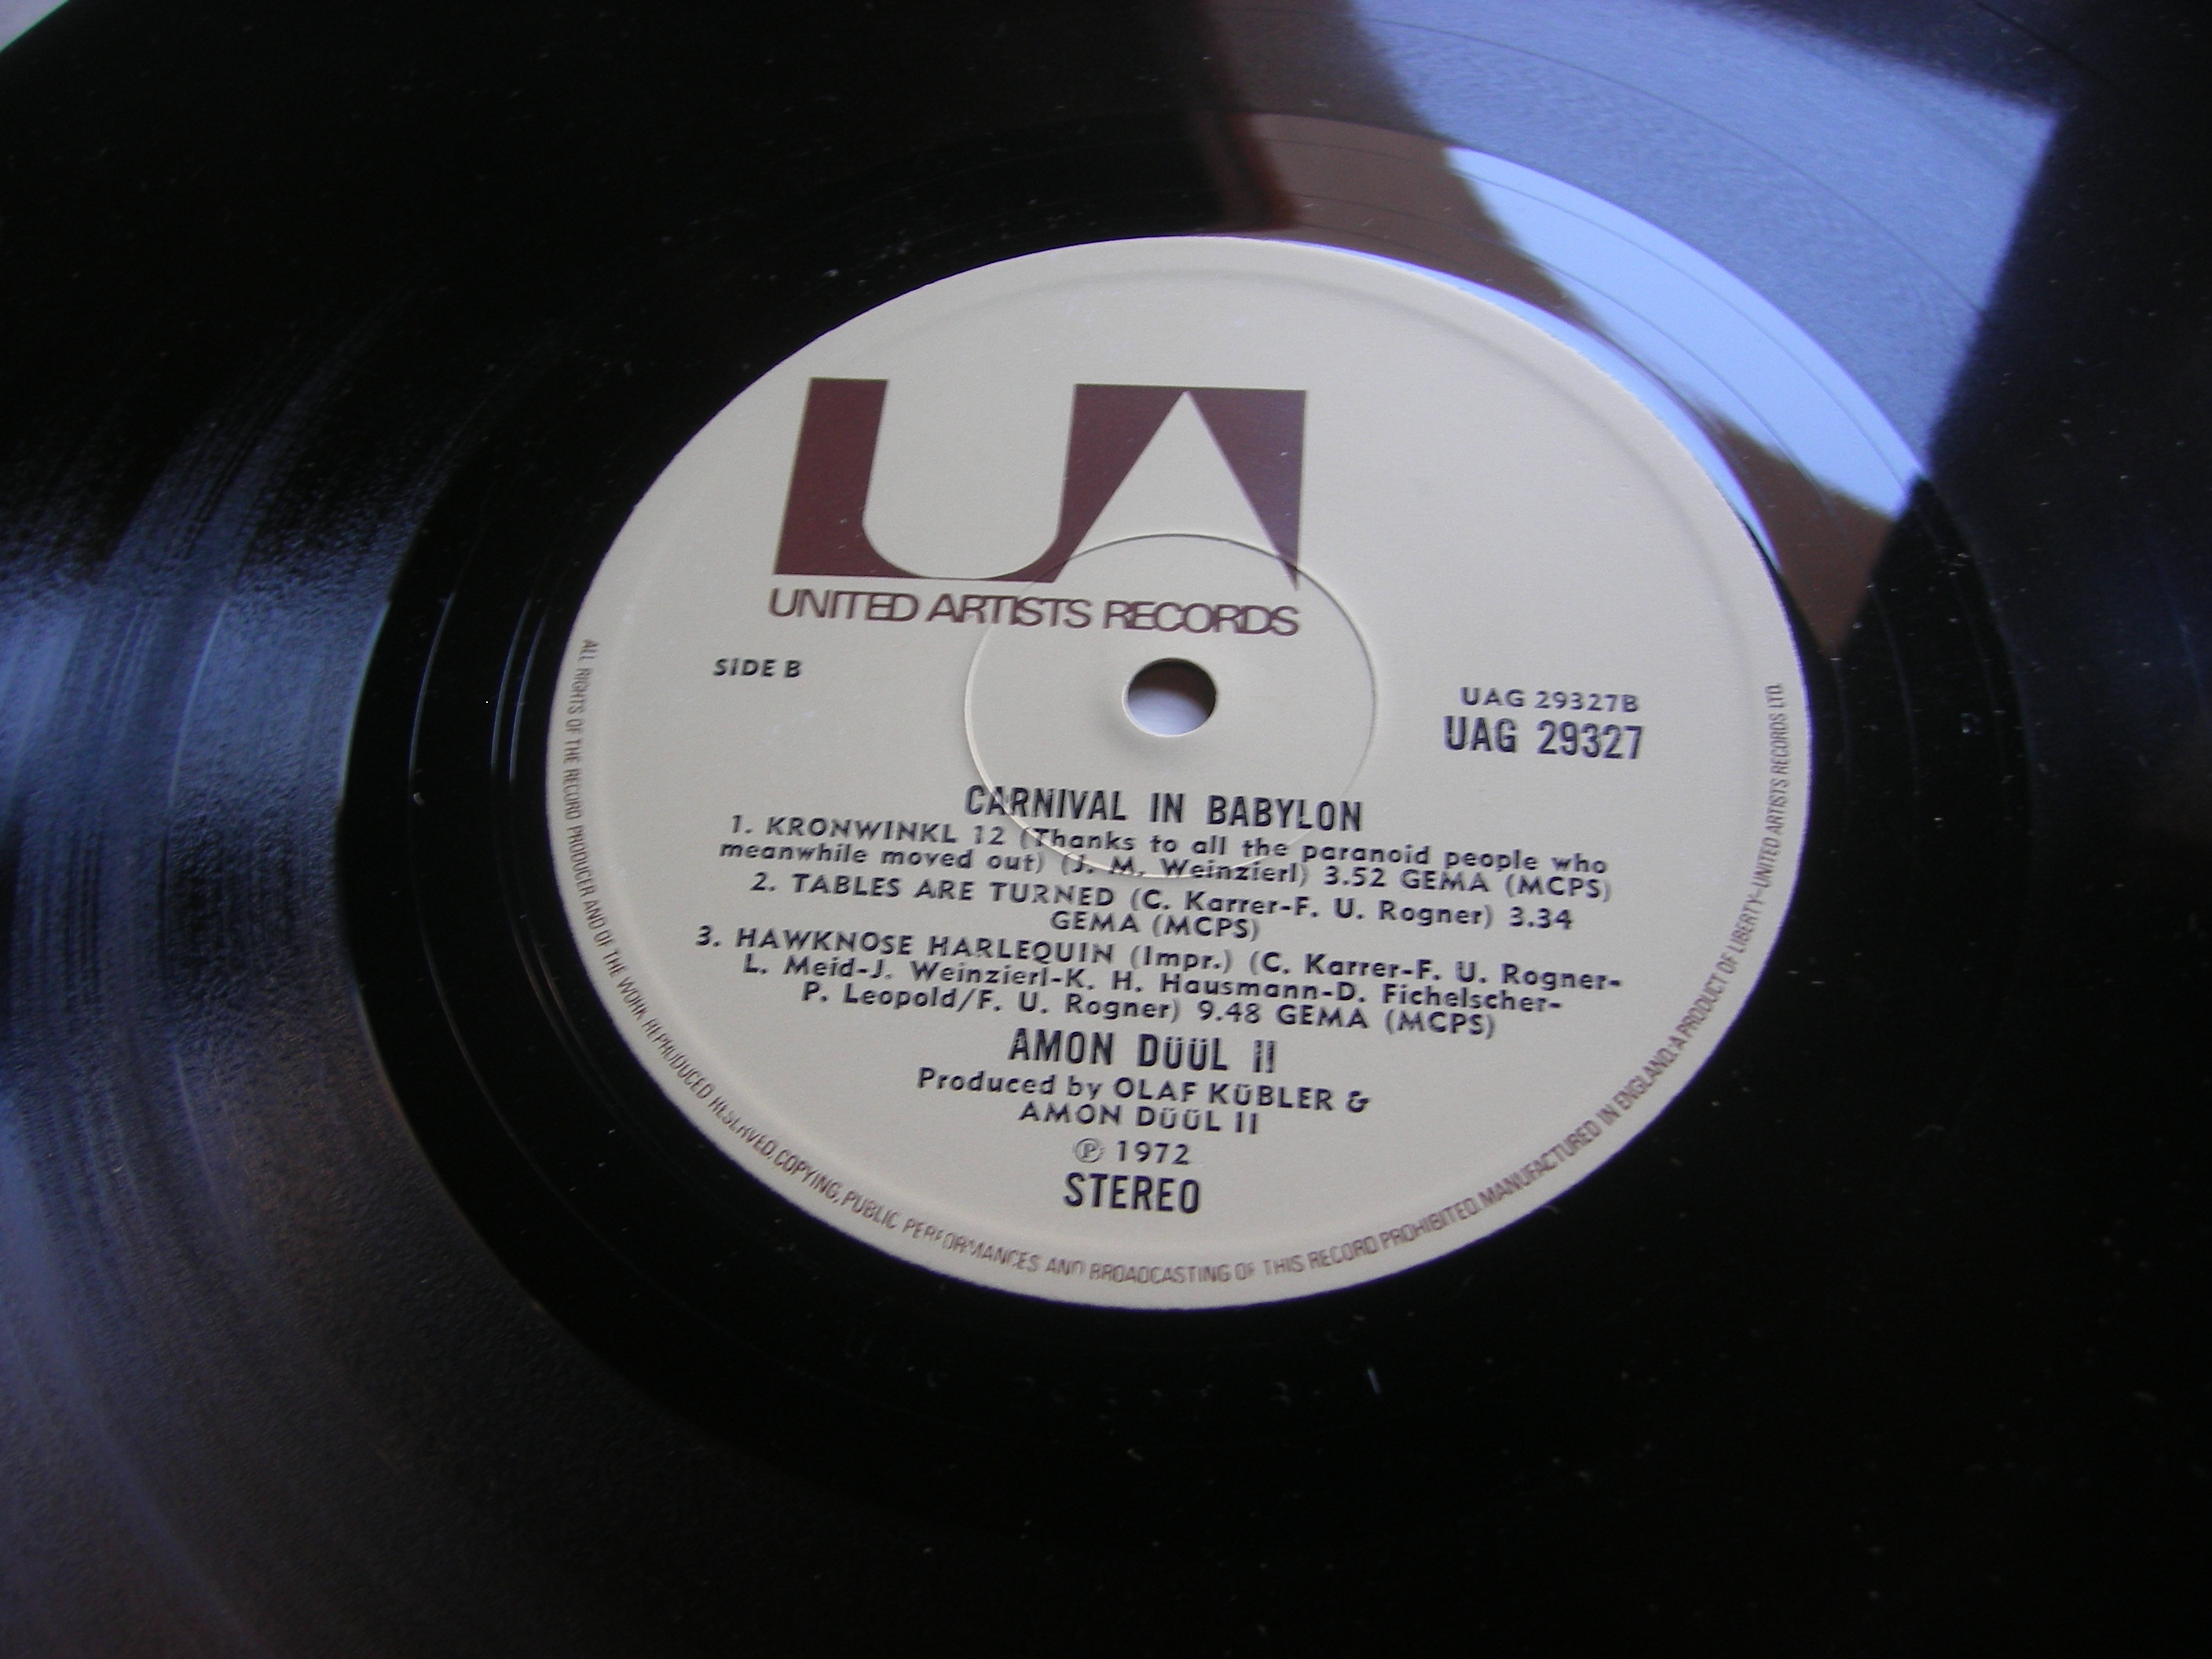 UA
UNITED ARTISTS RECORDS
SIDE B
UAG 29327B
UAG 29327
CARNIVAL IN BABYLON
1. KRONWINKL 12 (Thanks to all the paranoid people who
meanwhile moved out) (J. M. Weinzierl) 3.52 GEMA (MCPS)
2. TABLES ARE TURNED (C. Karrer-F. U. Rogner) 3.34
GEMA (MCPS)
3. HAWKNOSE HARLEQUIN (Impr.) (C. Karrer-F. U. Rogner-
L. Meid-J. Weinzierl-K. H. Hausmann-D. Fichelscher-
P. Leopold/F. U. Rogner) 9.48 GEMA (MCPS)
AMON DÜÜL II
Produced by OLAF KÜBLER &
AMON DÜÜL II
℗ 1972
STEREO
ALL RIGHTS OF THE RECORD PRODUCER AND OF THE WORK REPRODUCED RESERVED. COPYING, PUBLIC PERFORMANCES AND BROADCASTING OF THIS RECORD PROHIBITED. MANUFACTURED IN ENGLAND. A PRODUCT OF LIBERTY-UNITED ARTISTS RECORDS LTD.